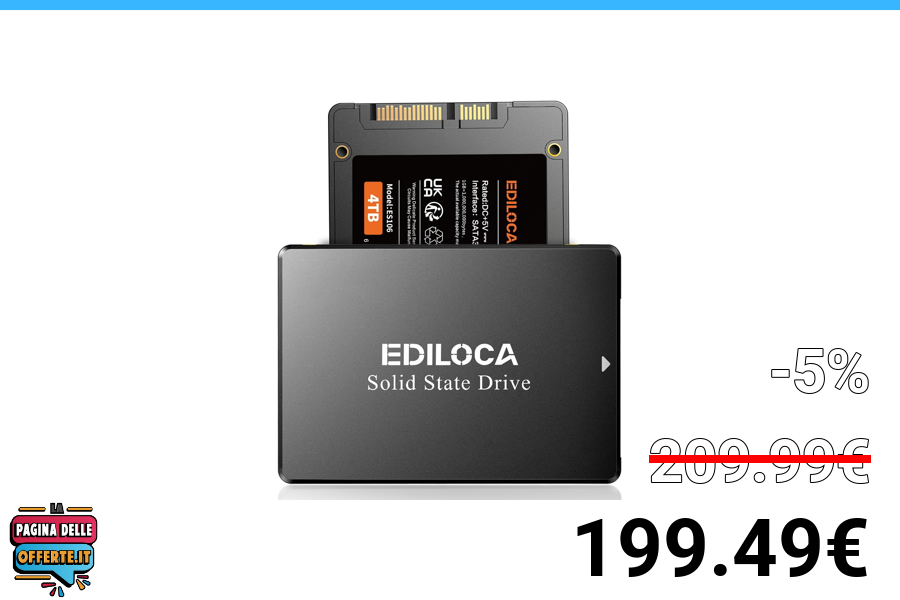 EDILOCA
Rated:DC+5V
Interface: SATA3
UK
CA
Model:ES106
4TB
EDILOCA
Solid State Drive
-5%
209.99€
199.49€
LA
PAGINA DELLE
OFFERTE.IT